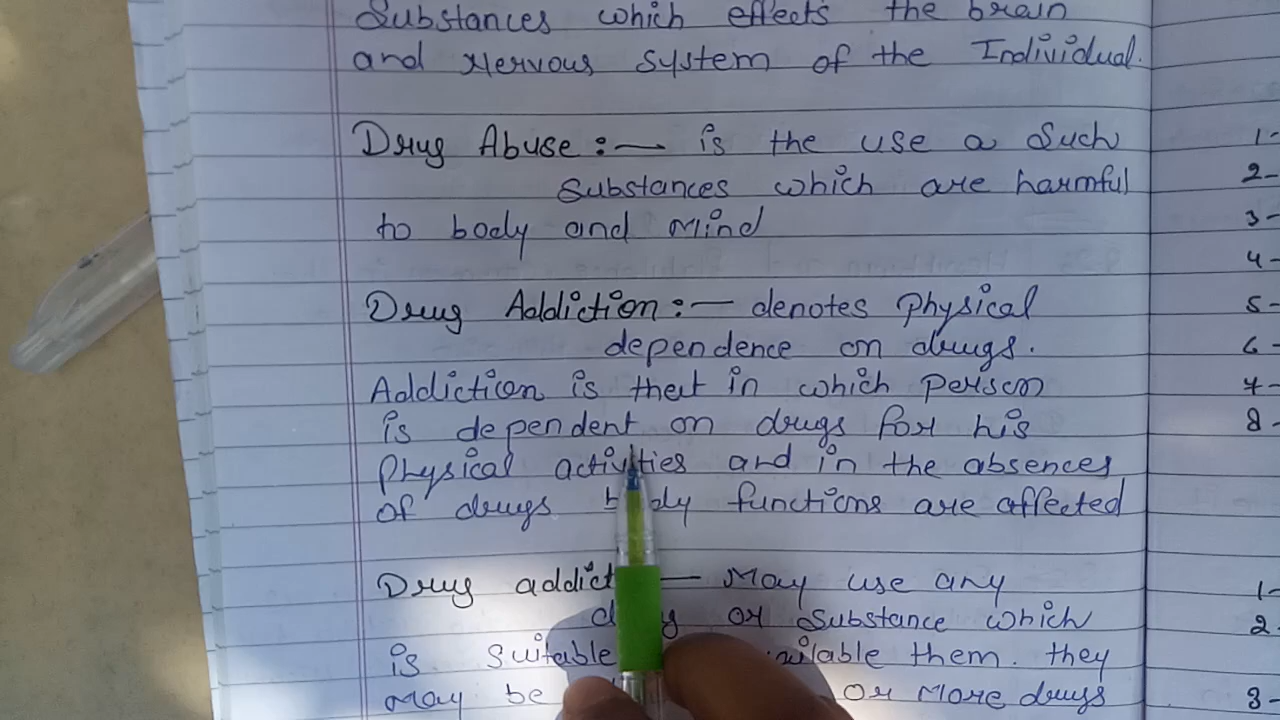 Substances which effects the brain
and Nervous System of the Individual.
Drug Abuse :— is the use a Such
Substances which are harmful
to body and Mind
Drug Addiction :— denotes Physical
dependence on drugs.
Addiction is that in which Person
is dependent on drugs for his
Physical activities and in the absences
of drugs body functions are affected
Drug addict — May use any
or Substance which
is suitable them. they
May be or More drugs
1-
2-
3-
4-
5-
6-
7-
8-
1-
2-
3-